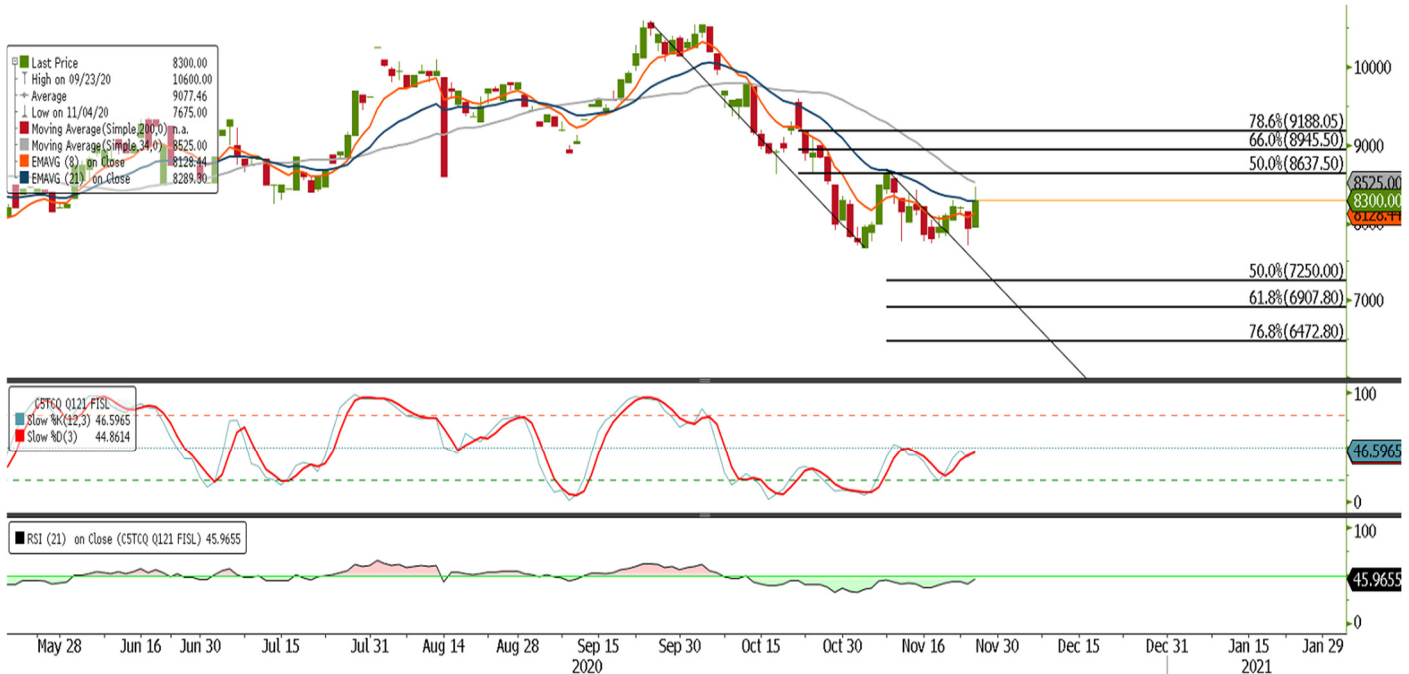 Last Price 8300.00
High on 09/23/20 10600.00
Average 9077.46
Low on 11/04/20 7675.00
Moving Average(Simple,200,0) n.a.
Moving Average(Simple,34,0) 8525.00
EMAVG (8) on Close 8128.44
EMAVG (21) on Close 8289.30
10000
9000
78.6%(9188.05)
66.0%(8945.50)
50.0%(8637.50)
8525.00
8300.00
8128.44
8000
50.0%(7250.00)
7000
61.8%(6907.80)
76.8%(6472.80)
C5TCQ Q121 FISL
Slow %K(12,3) 46.5965
Slow %D(3) 44.8614
100
46.5965
0
RSI (21) on Close (C5TCQ Q121 FISL) 45.9655
100
45.9655
0
May 28 Jun 16 Jun 30 Jul 15 Jul 31 Aug 14 Aug 28 Sep 15 Sep 30 Oct 15 Oct 30 Nov 16 Nov 30 Dec 15 Dec 31 Jan 15 Jan 29
2020 2021